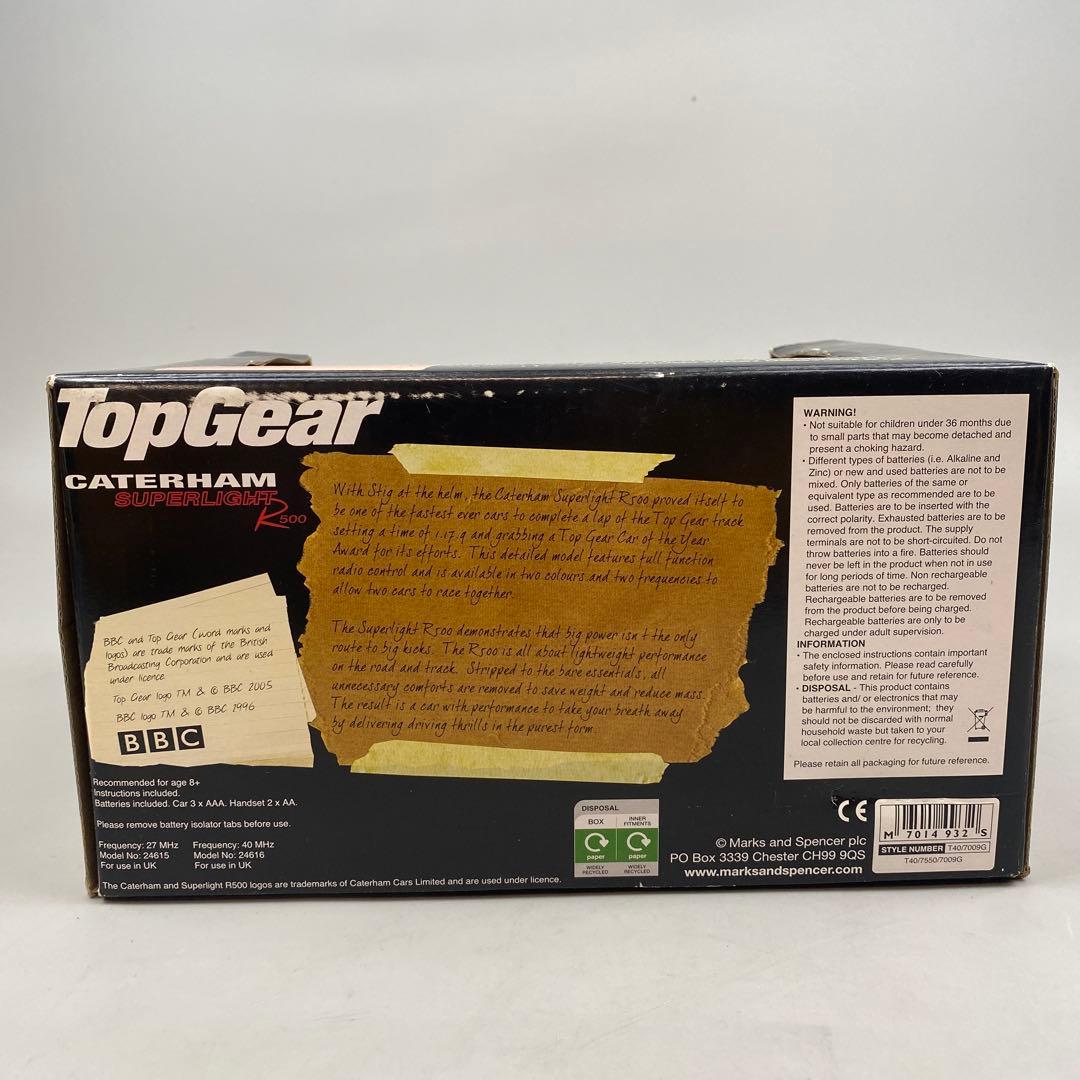 TopGear
CATERHAM
SUPERLIGHT
R500
With Stig at the helm, the Caterham Superlight R500 proved itself to
be one of the fastest ever cars to complete a lap of the Top Gear track
setting a time of 1.17.9 and grabbing a Top Gear Car of the Year
Award for its efforts. This detailed model features full function
radio control and is available in two colours and two frequencies to
allow two cars to race together.
The Superlight R500 demonstrates that big power isn't the only
route to big kicks. The R500 is all about lightweight performance
on the road and track. Stripped to the bare essentials, all
unnecessary comforts are removed to save weight and reduce mass.
The result is a car with performance to take your breath away
by delivering driving thrills in the purest form.
BBC and Top Gear (word marks and
logos) are trade marks of the British
Broadcasting Corporation and are used
under licence.
Top Gear logo TM & © BBC 2005
BBC logo TM & © BBC 1996
BBC
Recommended for age 8+
Instructions included.
Batteries included. Car 3 x AAA. Handset 2 x AA.
Please remove battery isolator tabs before use.
Frequency: 27 MHz Frequency: 40 MHz
Model No: 24615 Model No: 24616
For use in UK For use in UK
The Caterham and Superlight R500 logos are trademarks of Caterham Cars Limited and are used under licence.
WARNING!
• Not suitable for children under 36 months due
to small parts that may become detached and
present a choking hazard.
• Different types of batteries (i.e. Alkaline and
Zinc) or new and used batteries are not to be
mixed. Only batteries of the same or
equivalent type as recommended are to be
used. Batteries are to be inserted with the
correct polarity. Exhausted batteries are to be
removed from the product. The supply
terminals are not to be short-circuited. Do not
throw batteries into a fire. Batteries should
never be left in the product when not in use
for long periods of time. Non rechargeable
batteries are not to be recharged.
Rechargeable batteries are to be removed
from the product before being charged.
Rechargeable batteries are only to be
charged under adult supervision.
INFORMATION
• The enclosed instructions contain important
safety information. Please read carefully
before use and retain for future reference.
• DISPOSAL - This product contains
batteries and/ or electronics that may
be harmful to the environment; they
should not be discarded with normal
household waste but taken to your
local collection centre for recycling.
Please retain all packaging for future reference.
DISPOSAL
BOX INNER FITMENTS
paper paper
WIDELY RECYCLED WIDELY RECYCLED
© Marks and Spencer plc
PO Box 3339 Chester CH99 9QS
www.marksandspencer.com
CE
M 7014 932 S
STYLE NUMBER T40/7009G
T40/7550/7009G